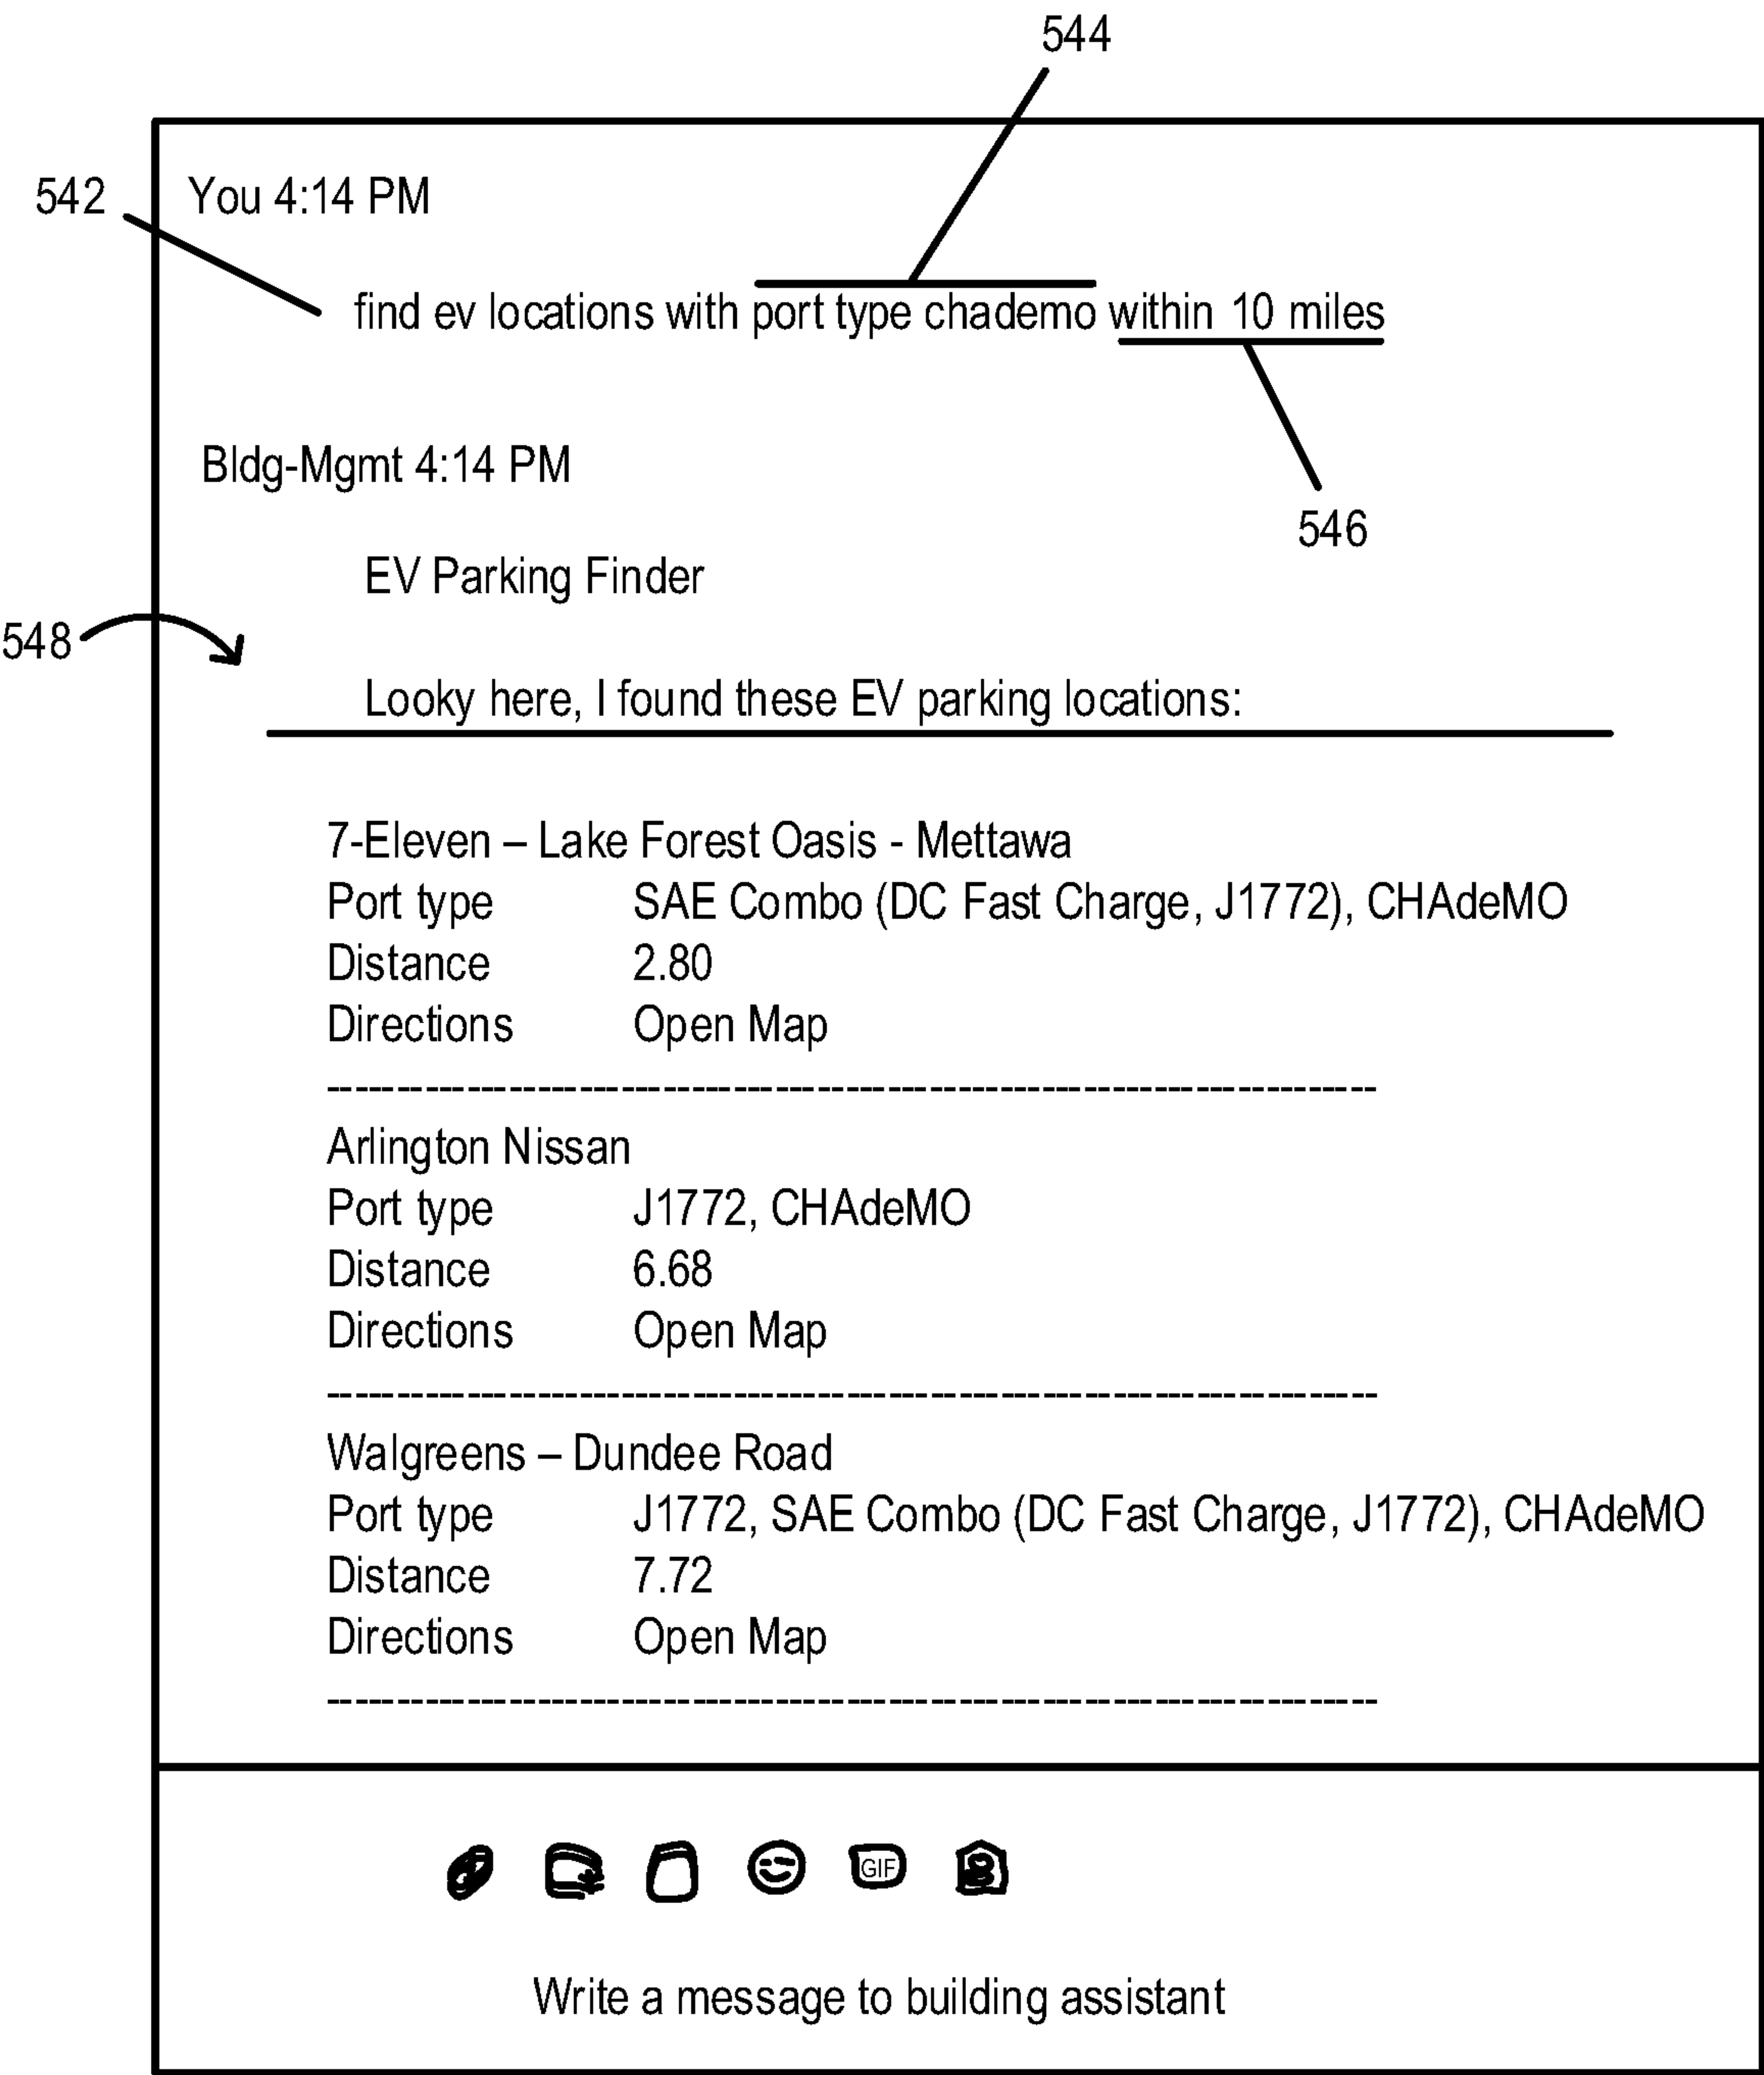 544
542
You 4:14 PM
find ev locations with port type chademo within 10 miles
Bldg-Mgmt 4:14 PM
546
EV Parking Finder
548
Looky here, I found these EV parking locations:
7-Eleven – Lake Forest Oasis - Mettawa
Port type SAE Combo (DC Fast Charge, J1772), CHAdeMO
Distance 2.80
Directions Open Map
Arlington Nissan
Port type J1772, CHAdeMO
Distance 6.68
Directions Open Map
Walgreens – Dundee Road
Port type J1772, SAE Combo (DC Fast Charge, J1772), CHAdeMO
Distance 7.72
Directions Open Map
GIF
Write a message to building assistant